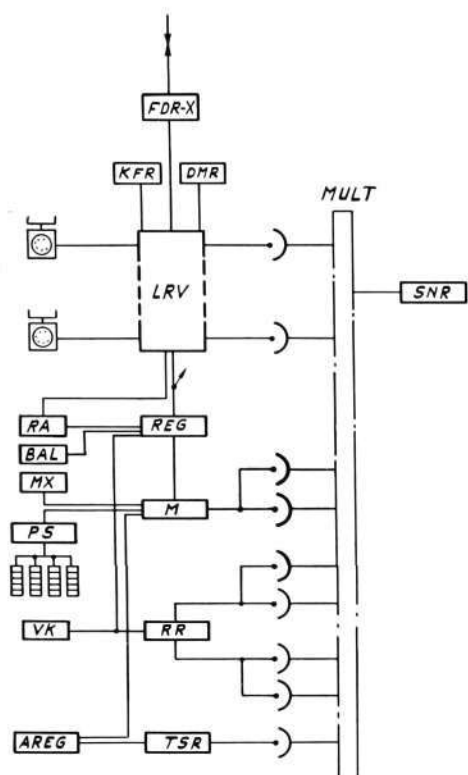 FDR-X
KFR
DMR
MULT
LRV
SNR
RA
REG
BAL
MX
M
PS
VK
RR
AREG
TSR